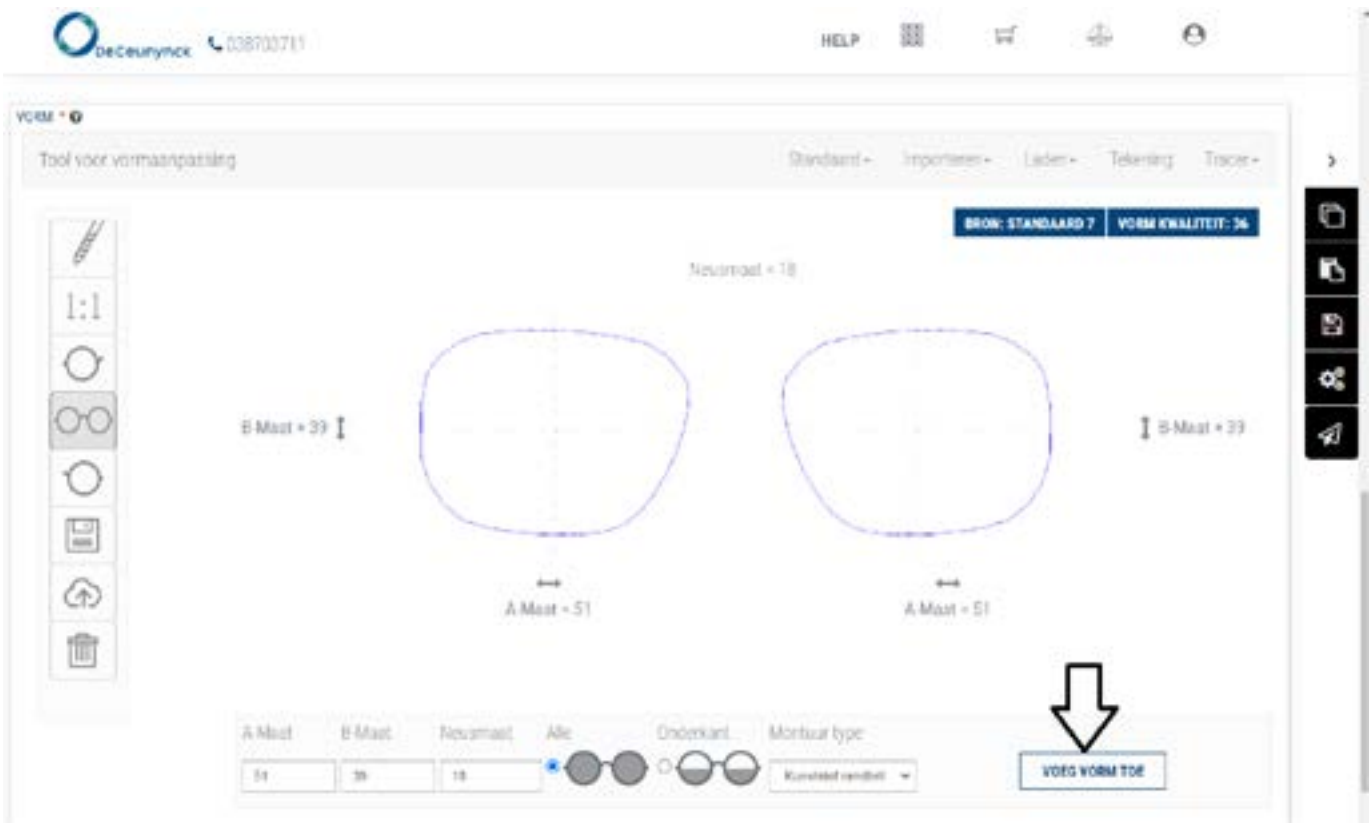 DeCeunynck 038703711 HELP
VORM *
Tool voor vormaanpassing Standaard Importeren Laden Tekening Tracer
BRON: STANDAARD 7 VORM KWALITEIT: 36
Neusmaat = 18
1:1
B-Maat = 39 B-Maat = 39
A-Maat = 51 A-Maat = 51
A-Maat B-Maat Neusmaat Alle Onderkant Montuur type
51 39 18 Kunststof VOEG VORM TOE